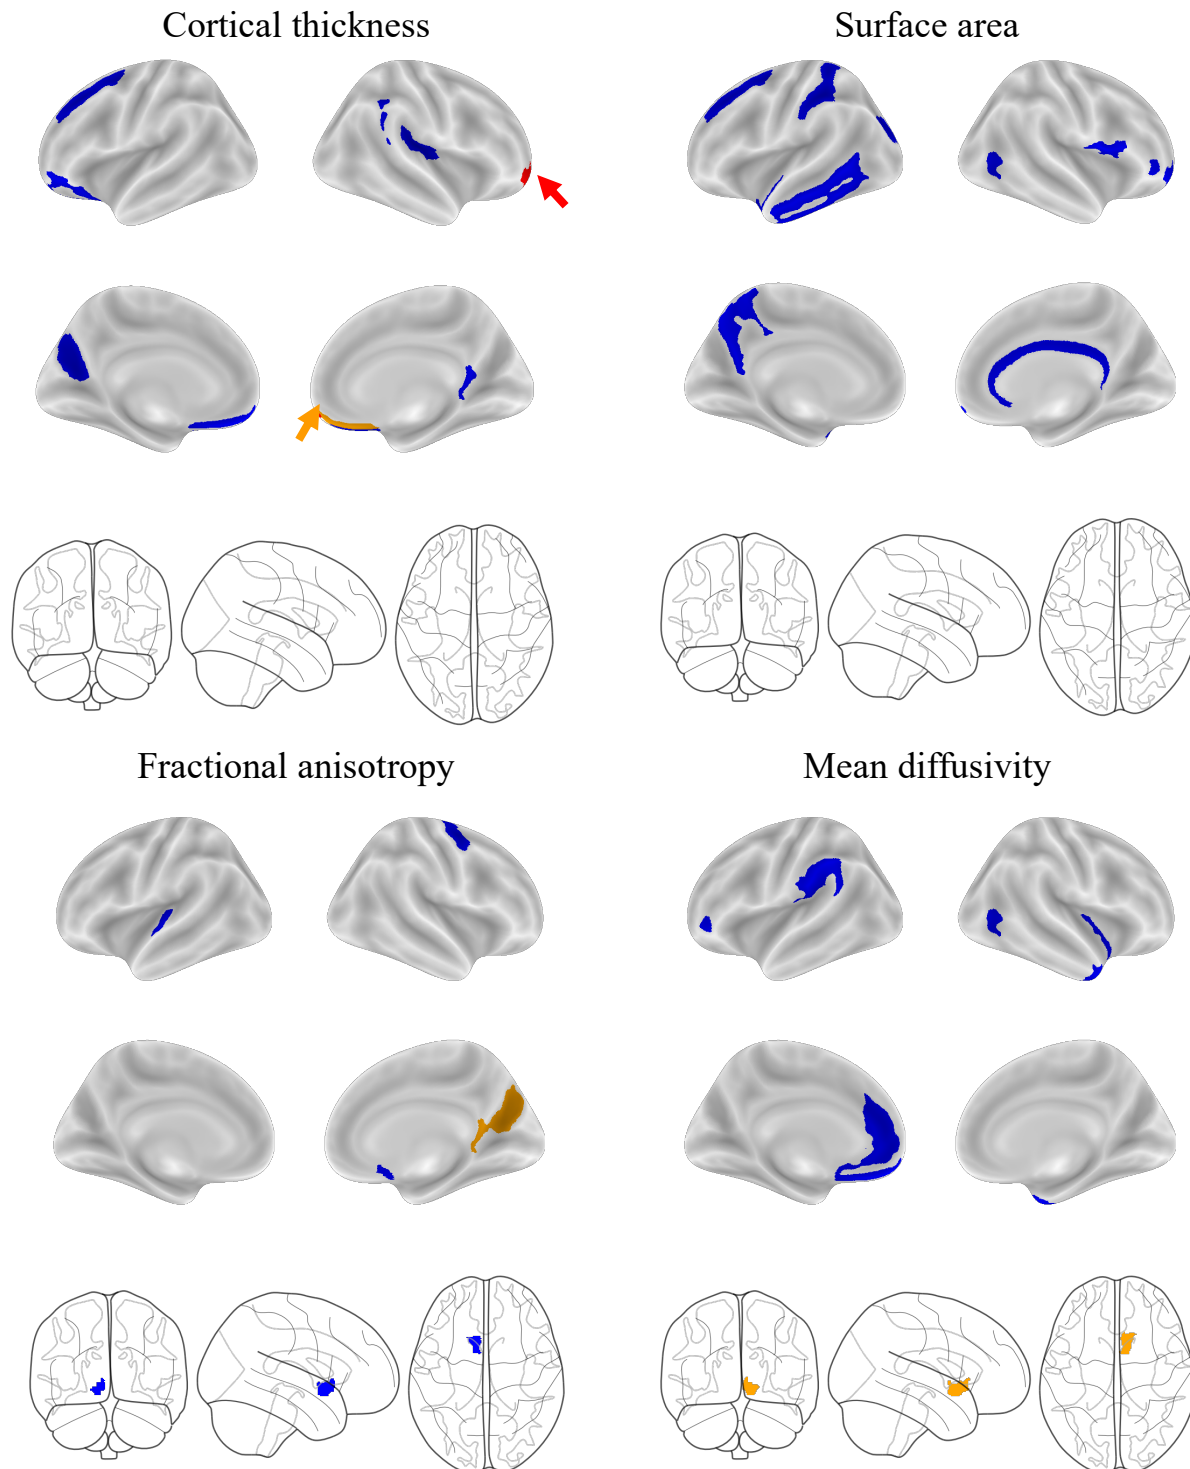 Cortical thickness
Surface area
Fractional anisotropy
Mean diffusivity